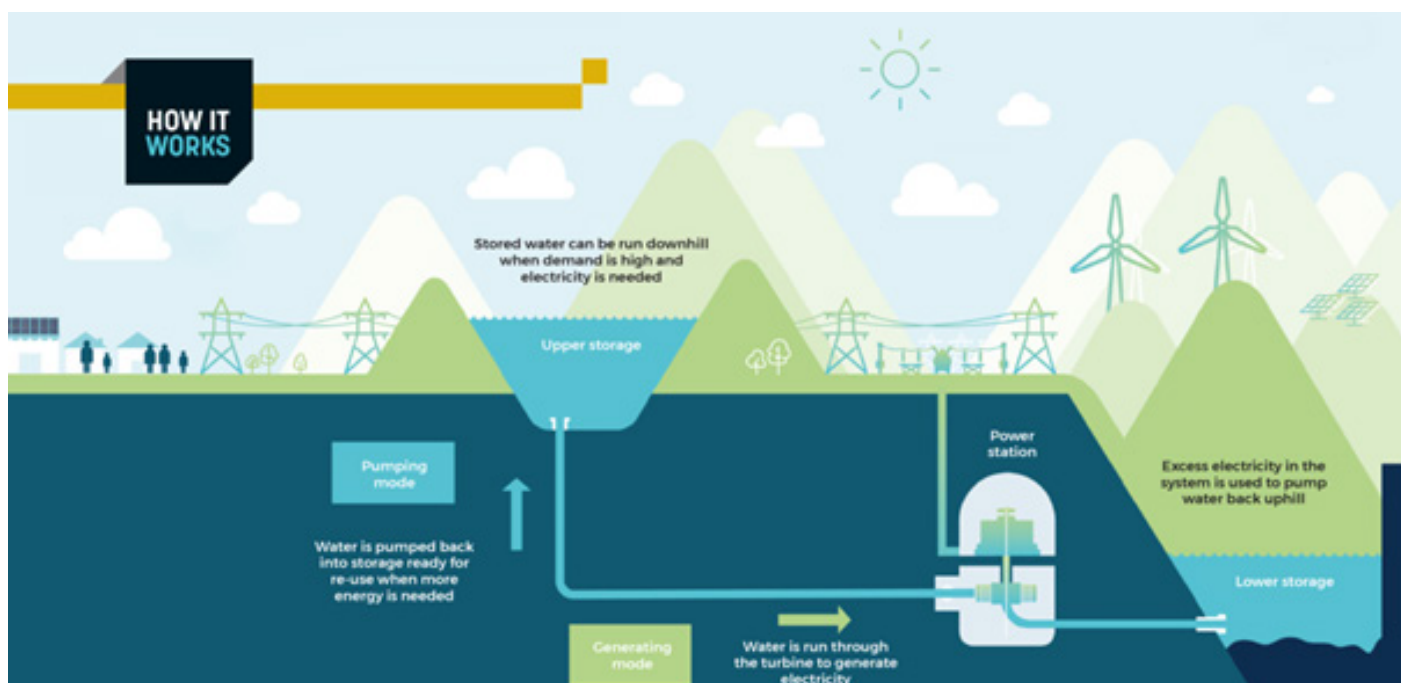 HOW IT
WORKS
Stored water can be run downhill
when demand is high and
electricity is needed
Upper storage
Pumping
mode
Water is pumped back
into storage ready for
re-use when more
energy is needed
Power
station
Excess electricity in the
system is used to pump
water back uphill
Lower storage
Generating
mode
Water is run through
the turbine to generate
electricity